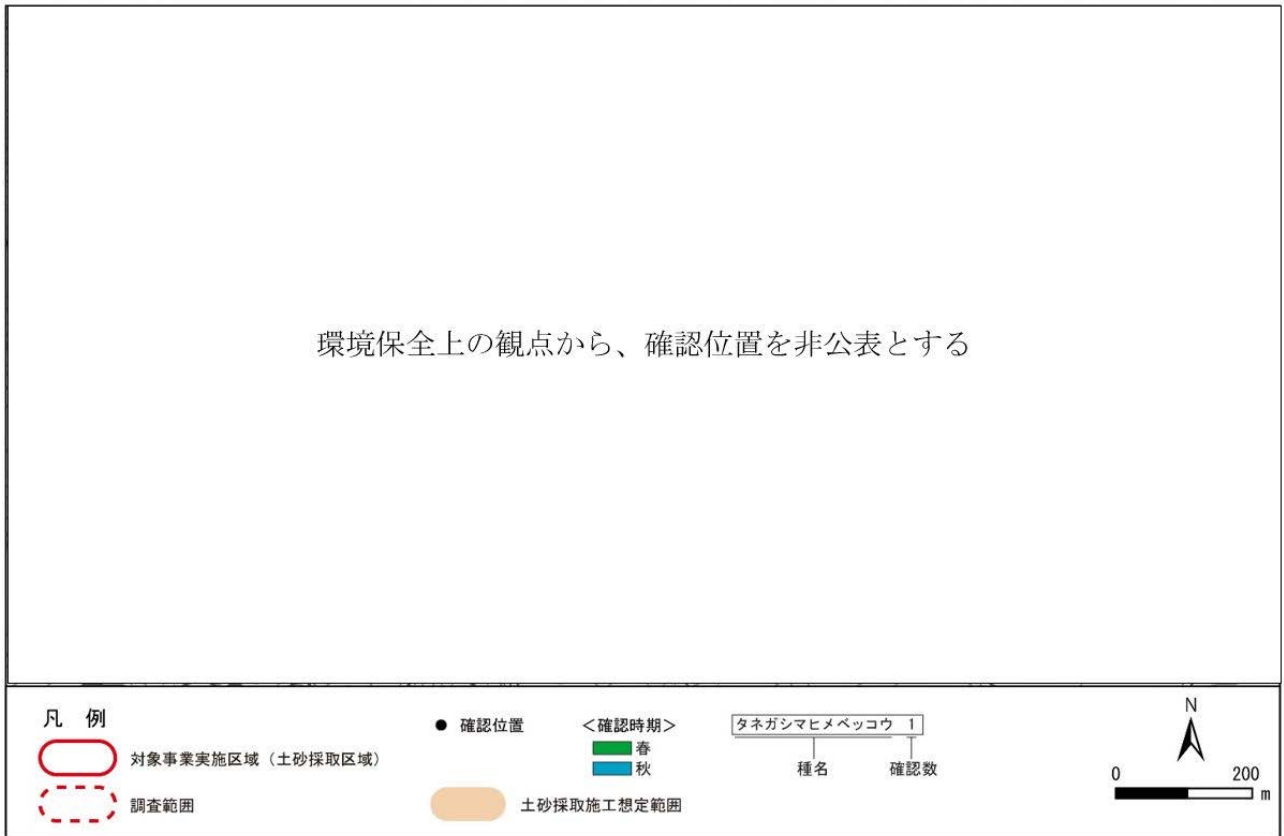 環境保全上の観点から、確認位置を非公表とする
凡 例
対象事業実施区域（土砂採取区域）
調査範囲
● 確認位置
＜確認時期＞
春
秋
土砂採取施工想定範囲
タネガシマヒメベッコウ 1
種名 確認数
N
0 200
m